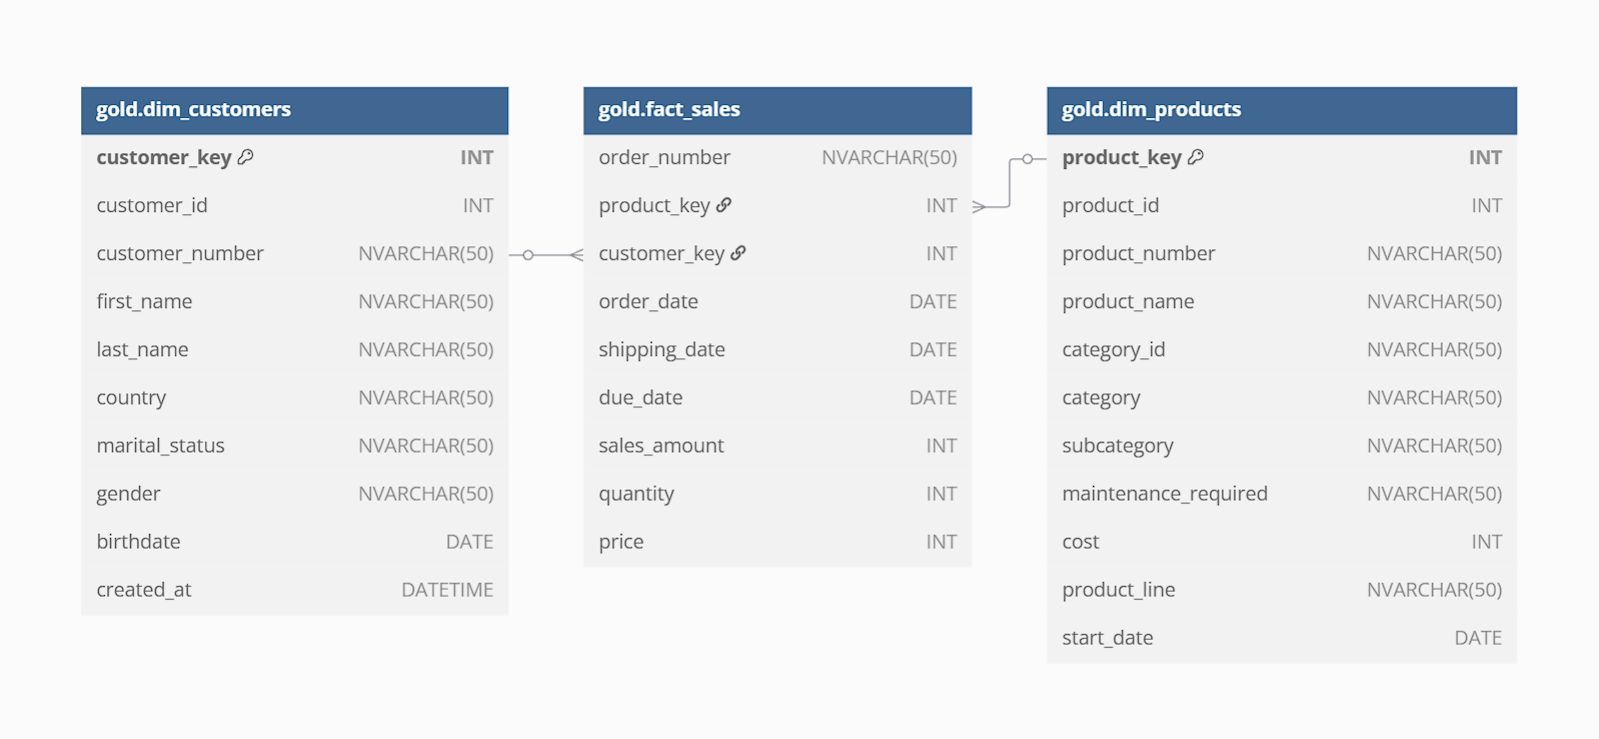 gold.dim_customers
customer_key INT
customer_id INT
customer_number NVARCHAR(50)
first_name NVARCHAR(50)
last_name NVARCHAR(50)
country NVARCHAR(50)
marital_status NVARCHAR(50)
gender NVARCHAR(50)
birthdate DATE
created_at DATETIME
gold.fact_sales
order_number NVARCHAR(50)
product_key INT
customer_key INT
order_date DATE
shipping_date DATE
due_date DATE
sales_amount INT
quantity INT
price INT
gold.dim_products
product_key INT
product_id INT
product_number NVARCHAR(50)
product_name NVARCHAR(50)
category_id NVARCHAR(50)
category NVARCHAR(50)
subcategory NVARCHAR(50)
maintenance_required NVARCHAR(50)
cost INT
product_line NVARCHAR(50)
start_date DATE